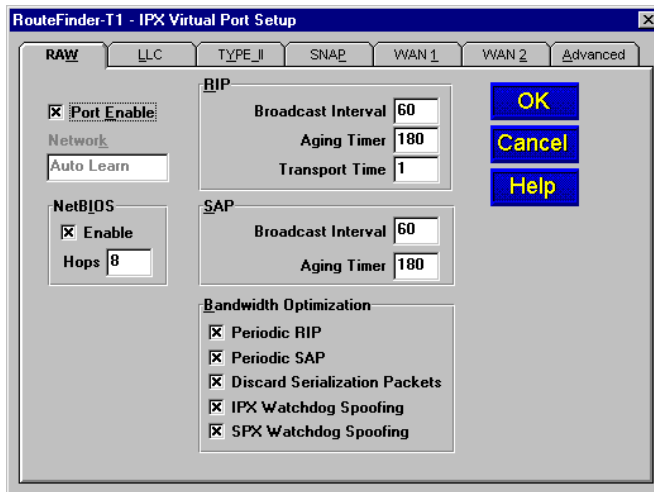 RouteFinder-T1 - IPX Virtual Port Setup
RAW LLC TYPE_II SNAP WAN 1 WAN 2 Advanced
Port Enable
Network
Auto Learn
NetBIOS
Enable
Hops 8
RIP
Broadcast Interval 60
Aging Timer 180
Transport Time 1
SAP
Broadcast Interval 60
Aging Timer 180
Bandwidth Optimization
Periodic RIP
Periodic SAP
Discard Serialization Packets
IPX Watchdog Spoofing
SPX Watchdog Spoofing
OK
Cancel
Help